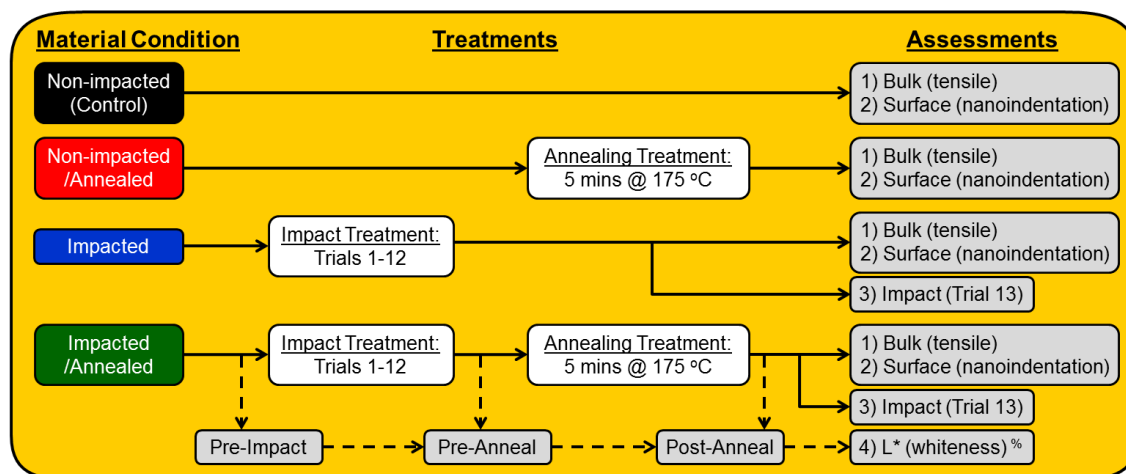 Material Condition
Treatments
Assessments
Non-impacted
(Control)
1) Bulk (tensile)
2) Surface (nanoindentation)
Non-impacted
/Annealed
Annealing Treatment:
5 mins @ 175 ºC
1) Bulk (tensile)
2) Surface (nanoindentation)
Impacted
Impact Treatment:
Trials 1-12
1) Bulk (tensile)
2) Surface (nanoindentation)
3) Impact (Trial 13)
Impacted
/Annealed
Impact Treatment:
Trials 1-12
Annealing Treatment:
5 mins @ 175 ºC
1) Bulk (tensile)
2) Surface (nanoindentation)
3) Impact (Trial 13)
Pre-Impact
Pre-Anneal
Post-Anneal
4) L* (whiteness) %